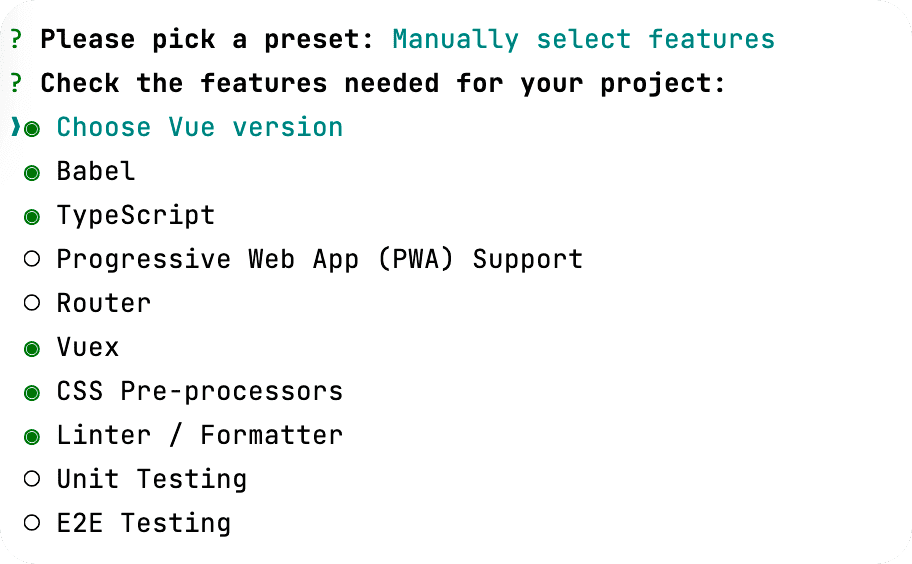 ? Please pick a preset: Manually select features
? Check the features needed for your project:
❯◉ Choose Vue version
◉ Babel
◉ TypeScript
◯ Progressive Web App (PWA) Support
◯ Router
◉ Vuex
◉ CSS Pre-processors
◉ Linter / Formatter
◯ Unit Testing
◯ E2E Testing